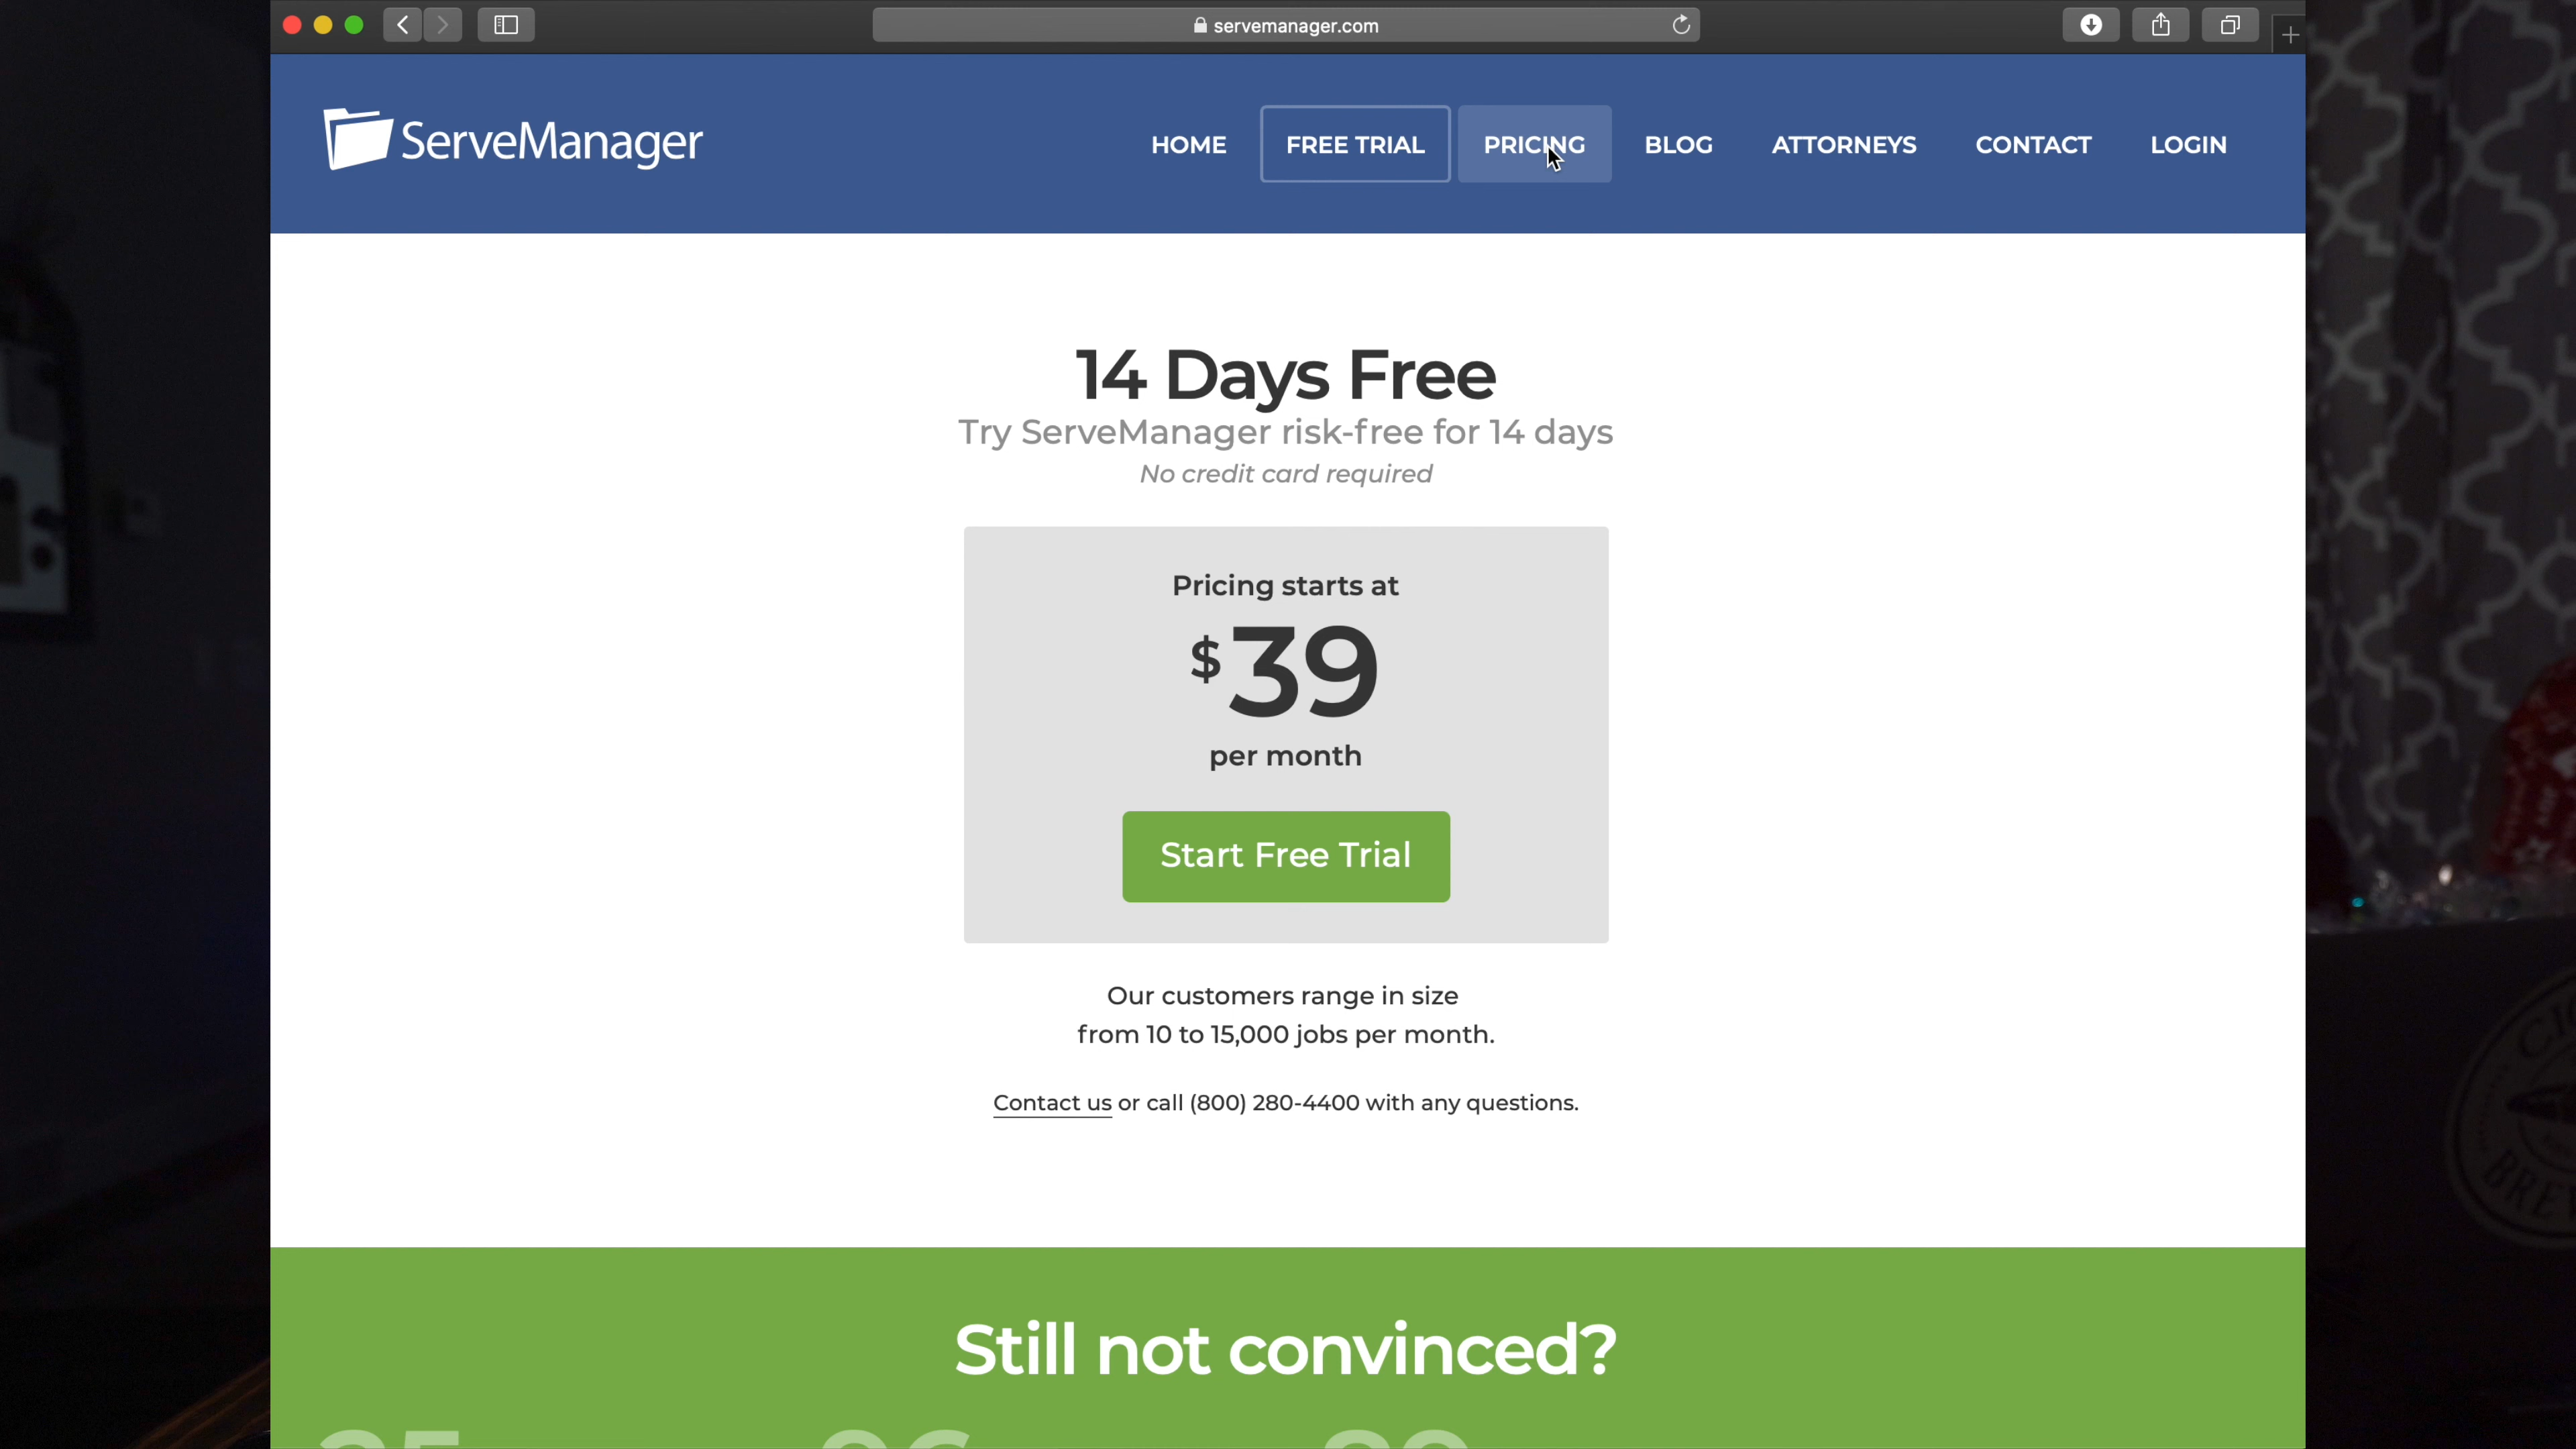 servemanager.com
ServeManager
HOME
FREE TRIAL
PRICING
BLOG
ATTORNEYS
CONTACT
LOGIN
14 Days Free
Try ServeManager risk-free for 14 days
No credit card required
Pricing starts at
$39
per month
Start Free Trial
Our customers range in size
from 10 to 15,000 jobs per month.
Contact us or call (800) 280-4400 with any questions.
Still not convinced?